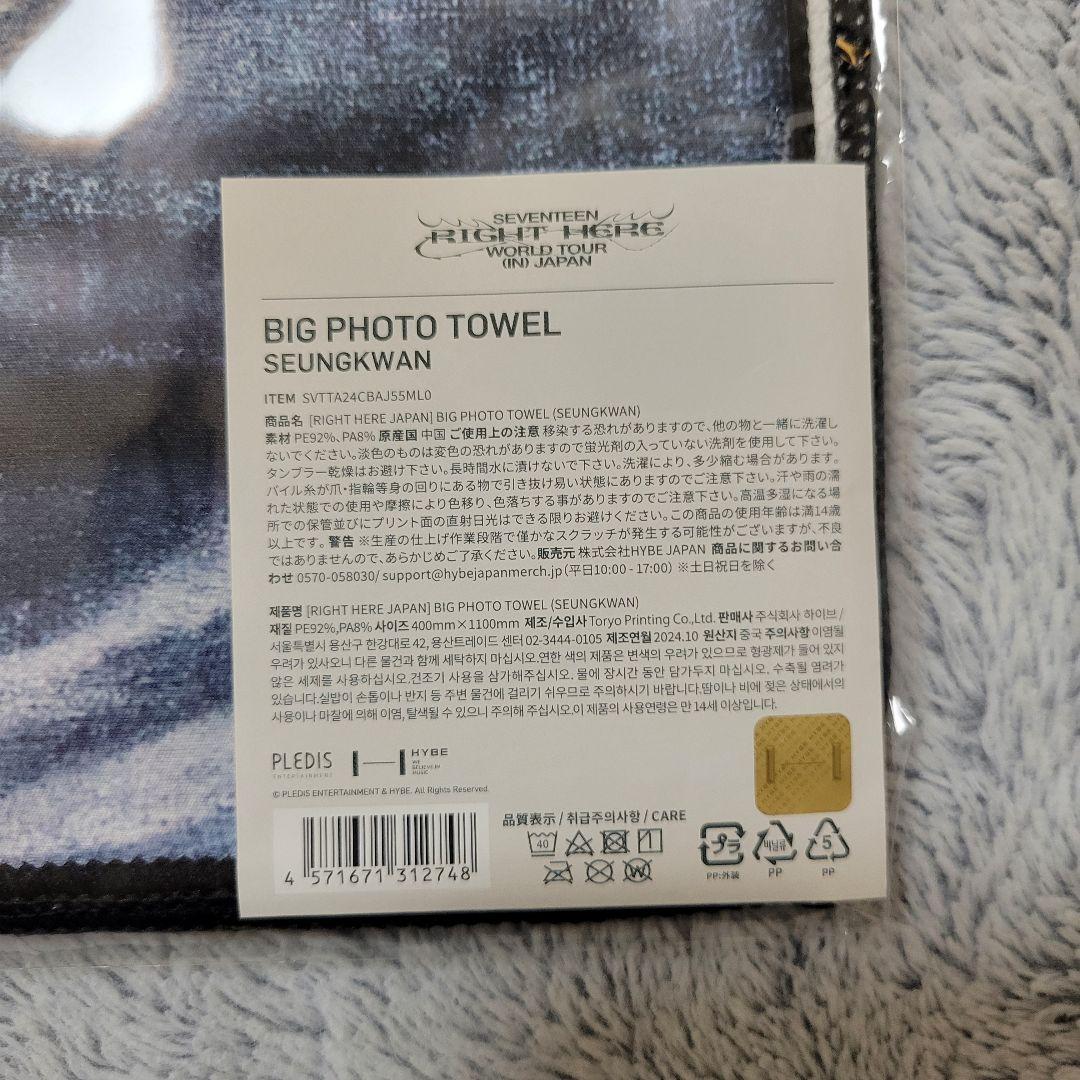 SEVENTEEN
RIGHT HERE
WORLD TOUR
(IN) JAPAN
BIG PHOTO TOWEL
SEUNGKWAN
ITEM SVTTA24CBAJ55ML0
商品名 [RIGHT HERE JAPAN] BIG PHOTO TOWEL (SEUNGKWAN)
素材 PE92%、PA8% 原産国 中国 ご使用上の注意 移染する恐れがありますので、他の物と一緒に洗濯し
ないでください。淡色のものは変色の恐れがありますので蛍光剤の入っていない洗剤を使用して下さい。
タンブラー乾燥はお避け下さい。長時間水に漬けないで下さい。洗濯により、多少縮む場合があります。
パイル糸が爪・指輪等身の回りにある物で引き抜け易い状態にありますのでご注意下さい。汗や雨の濡
れた状態での使用や摩擦により色移り、色落ちする事がありますのでご注意下さい。高温多湿になる場
所での保管並びにプリント面の直射日光はできる限りお避けください。この商品の使用年齢は満14歳
以上です。 警告 ※生産の仕上げ作業段階で僅かなスクラッチが発生する可能性がございますが、不良
ではありませんので、あらかじめご了承ください。販売元 株式会社HYBE JAPAN 商品に関するお問い合
わせ 0570-058030/ support@hybejapanmerch.jp (平日10:00 - 17:00) ※土日祝日を除く
제품명 [RIGHT HERE JAPAN] BIG PHOTO TOWEL (SEUNGKWAN)
재질 PE92%,PA8% 사이즈 400mm×1100mm 제조/수입사 Toryo Printing Co.,Ltd. 판매사 주식회사 하이브 /
서울특별시 용산구 한강대로 42, 용산트레이드 센터 02-3444-0105 제조연월 2024.10 원산지 중국 주의사항 이염될
우려가 있사오니 다른 물건과 함께 세탁하지 마십시오.연한 색의 제품은 변색의 우려가 있으므로 형광제가 들어 있지
않은 세제를 사용하십시오.건조기 사용을 삼가해주십시오. 물에 장시간 동안 담가두지 마십시오. 수축될 염려가
있습니다.실밥이 손톱이나 반지 등 주변 물건에 걸리기 쉬우므로 주의하시기 바랍니다.땀이나 비에 젖은 상태에서의
사용이나 마찰에 의해 이염, 탈색될 수 있으니 주의해 주십시오.이 제품의 사용연령은 만 14세 이상입니다.
PLEDIS
ENTERTAINMENT
HYBE
WE
BELIEVE IN
MUSIC
© PLEDIS ENTERTAINMENT & HYBE. All Rights Reserved.
4 571671 312748
品質表示 / 취급주의사항 / CARE
40
プラ
PP:外装
비닐류
PP
5
PP